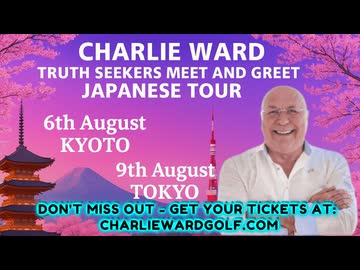 CHARLIE WARD
TRUTH SEEKERS MEET AND GREET
JAPANESE TOUR
6th August
KYOTO
9th August
TOKYO
DON'T MISS OUT - GET YOUR TICKETS AT:
CHARLIEWARDGOLF.COM